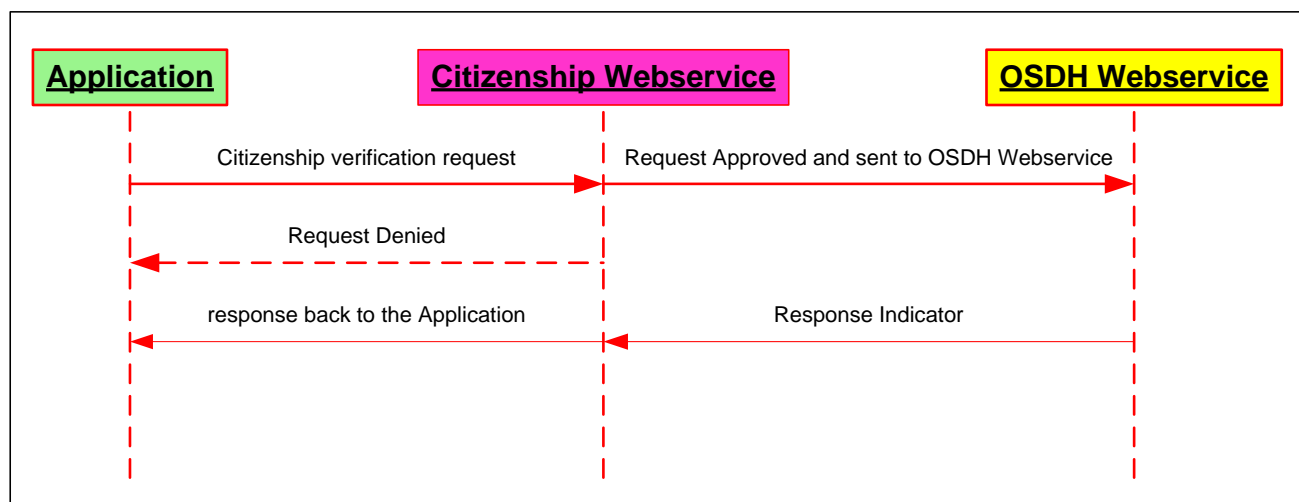 Application
Citizenship Webservice
OSDH Webservice
Citizenship verification request
Request Approved and sent to OSDH Webservice
Request Denied
response back to the Application
Response Indicator